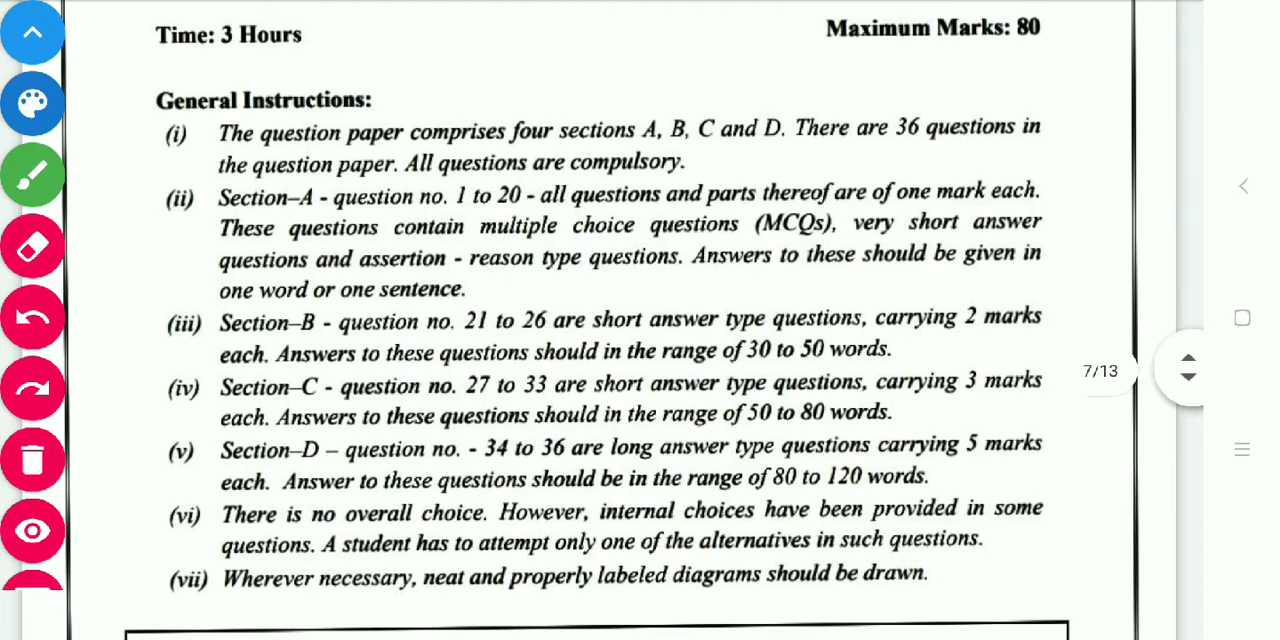 Time: 3 Hours
Maximum Marks: 80
General Instructions:
(i) The question paper comprises four sections A, B, C and D. There are 36 questions in
the question paper. All questions are compulsory.
(ii) Section–A - question no. 1 to 20 - all questions and parts thereof are of one mark each.
These questions contain multiple choice questions (MCQs), very short answer
questions and assertion - reason type questions. Answers to these should be given in
one word or one sentence.
(iii) Section–B - question no. 21 to 26 are short answer type questions, carrying 2 marks
each. Answers to these questions should in the range of 30 to 50 words.
(iv) Section–C - question no. 27 to 33 are short answer type questions, carrying 3 marks
each. Answers to these questions should in the range of 50 to 80 words.
(v) Section–D – question no. - 34 to 36 are long answer type questions carrying 5 marks
each. Answer to these questions should be in the range of 80 to 120 words.
(vi) There is no overall choice. However, internal choices have been provided in some
questions. A student has to attempt only one of the alternatives in such questions.
(vii) Wherever necessary, neat and properly labeled diagrams should be drawn.
7/13